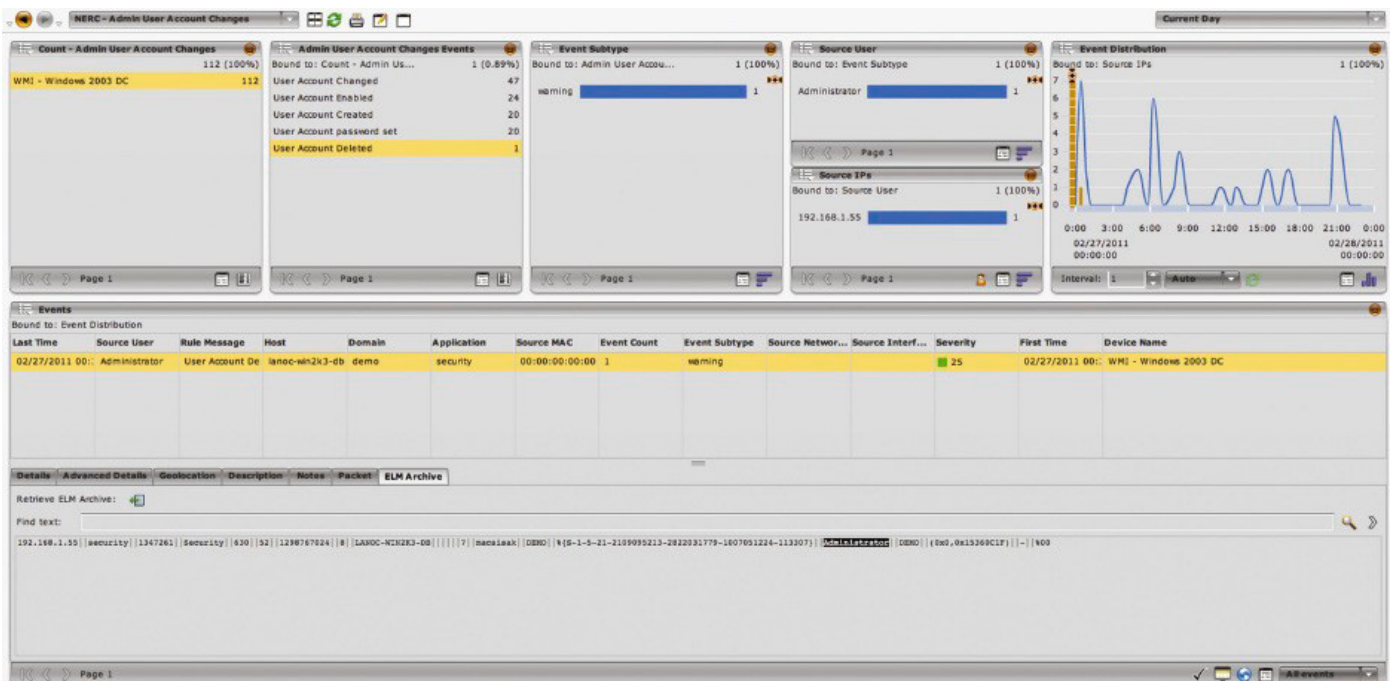 NERC - Admin User Account Changes
Current Day
Count - Admin User Account Changes
112 (100%)
WMI - Windows 2003 DC 112
Page 1
Admin User Account Changes Events
Bound to: Count - Admin Us... 1 (0.89%)
User Account Changed 47
User Account Enabled 24
User Account Created 20
User Account password set 20
User Account Deleted 1
Page 1
Event Subtype
Bound to: Admin User Accou... 1 (100%)
warning 1
Page 1
Source User
Bound to: Event Subtype 1 (100%)
Administrator 1
Page 1
Source IPs
Bound to: Source User 1 (100%)
192.168.1.55 1
Page 1
Event Distribution
Bound to: Source IPs 1 (100%)
7
6
5
4
3
2
1
0
0:00 3:00 6:00 9:00 12:00 15:00 18:00 21:00 0:00
02/27/2011 02/28/2011
00:00:00 00:00:00
Interval: 1 Auto
Events
Bound to: Event Distribution
Last Time Source User Rule Message Host Domain Application Source MAC Event Count Event Subtype Source Networ... Source Interf... Severity First Time Device Name
02/27/2011 00:: Administrator User Account De lanoc-win2k3-db demo security 00:00:00:00:00 1 warning 25 02/27/2011 00:: WMI - Windows 2003 DC
Details Advanced Details Geolocation Description Notes Packet ELM Archive
Retrieve ELM Archive:
Find text:
192.168.1.55||security||1347261||Security||630||52||1298767024||8||LANOC-WIN2K3-DB||||||7||macsisak||DEMO||%{S-1-5-21-2109095213-2822031779-1007051224-113307}||Administrator||DEMO||(0x0,0x15360C1F)||-||%D0
Page 1
All events